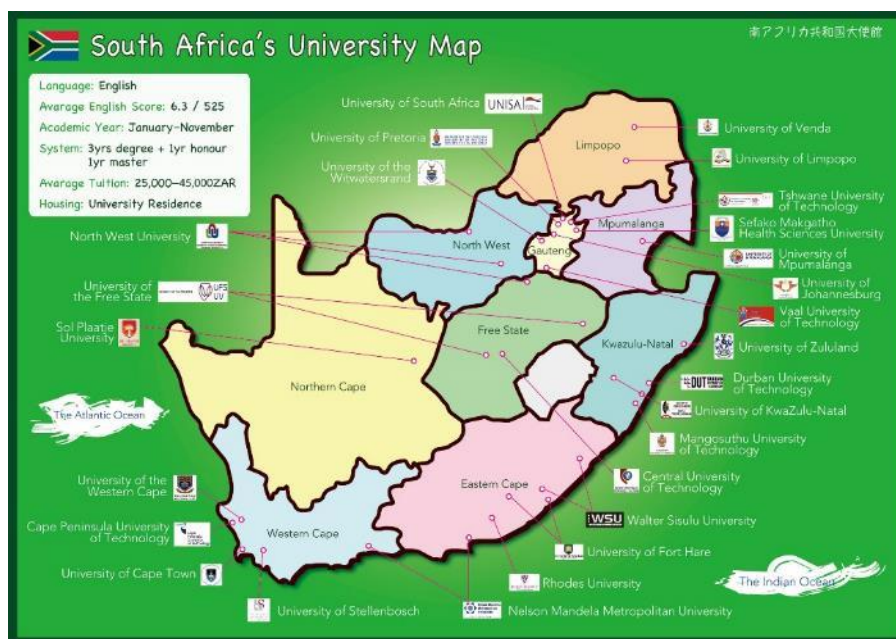 South Africa's University Map
南アフリカ共和国大使館
Language: English
Avarage English Score: 6.3 / 525
Academic Year: January–November
System: 3yrs degree + 1yr honour
1yr master
Avarage Tuition: 25,000–45,000ZAR
Housing: University Residence
University of South Africa
UNISA
University of Pretoria
University of the
Witwatersrand
North West University
University of
the Free State
UFS
UV
Sol Plaatje
University
The Atlantic Ocean
University of the
Western Cape
Cape Peninsula University
of Technology
University of Cape Town
University of Stellenbosch
Limpopo
North West
Gauteng
Mpumalanga
Free State
Kwazulu-Natal
Northern Cape
Eastern Cape
Western Cape
University of Venda
University of Limpopo
Tshwane University
of Technology
Sefako Makgatho
Health Sciences University
University of
Mpumalanga
University of
Johannesburg
Vaal University
of Technology
University of Zululand
DUT
Durban University
of Technology
University of KwaZulu-Natal
Mangosuthu University
of Technology
Central University
of Technology
WSU
Walter Sisulu University
University of Fort Hare
Rhodes University
Nelson Mandela Metropolitan University
The Indian Ocean